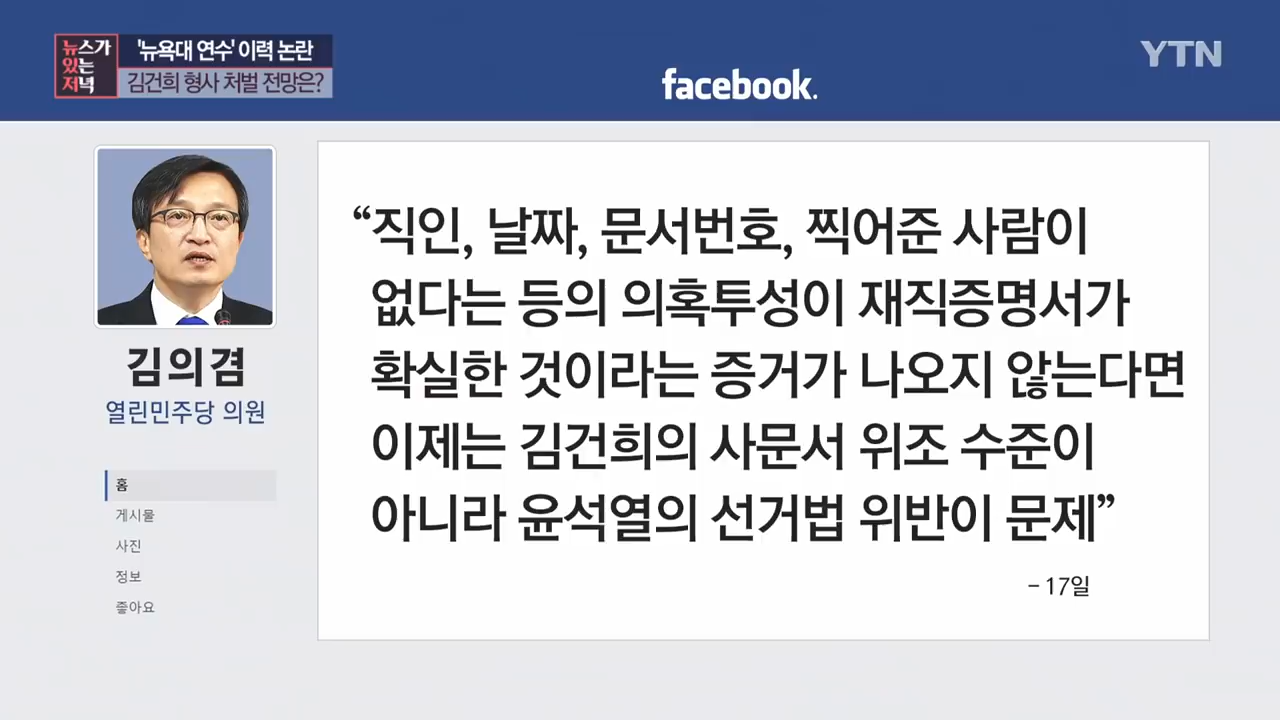 뉴스가
있는
저녁
'뉴욕대 연수' 이력 논란
김건희 형사 처벌 전망은?
facebook.
YTN
김의겸
열린민주당 의원
홈
게시물
사진
정보
좋아요
“직인, 날짜, 문서번호, 찍어준 사람이
없다는 등의 의혹투성이 재직증명서가
확실한 것이라는 증거가 나오지 않는다면
이제는 김건희의 사문서 위조 수준이
아니라 윤석열의 선거법 위반이 문제”
– 17일